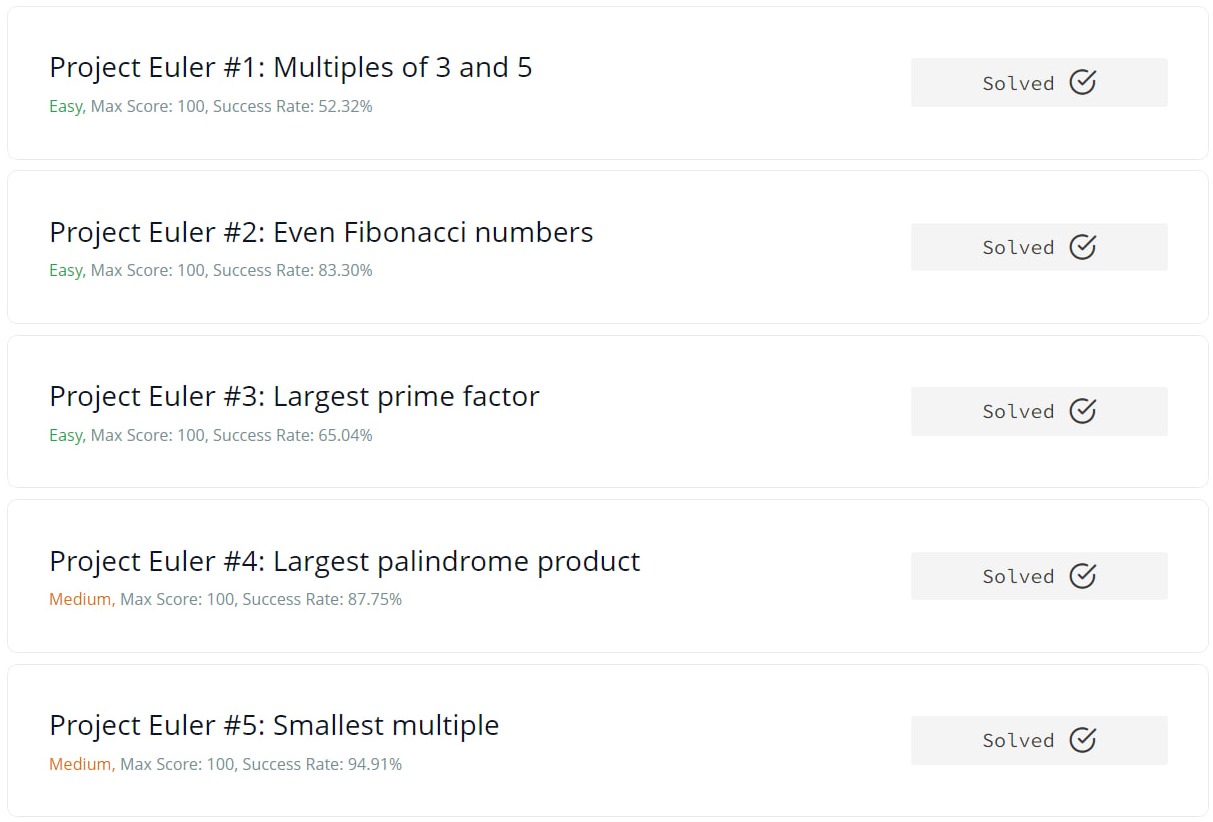 Project Euler #1: Multiples of 3 and 5
Solved
Easy, Max Score: 100, Success Rate: 52.32%
Project Euler #2: Even Fibonacci numbers
Solved
Easy, Max Score: 100, Success Rate: 83.30%
Project Euler #3: Largest prime factor
Solved
Easy, Max Score: 100, Success Rate: 65.04%
Project Euler #4: Largest palindrome product
Solved
Medium, Max Score: 100, Success Rate: 87.75%
Project Euler #5: Smallest multiple
Solved
Medium, Max Score: 100, Success Rate: 94.91%